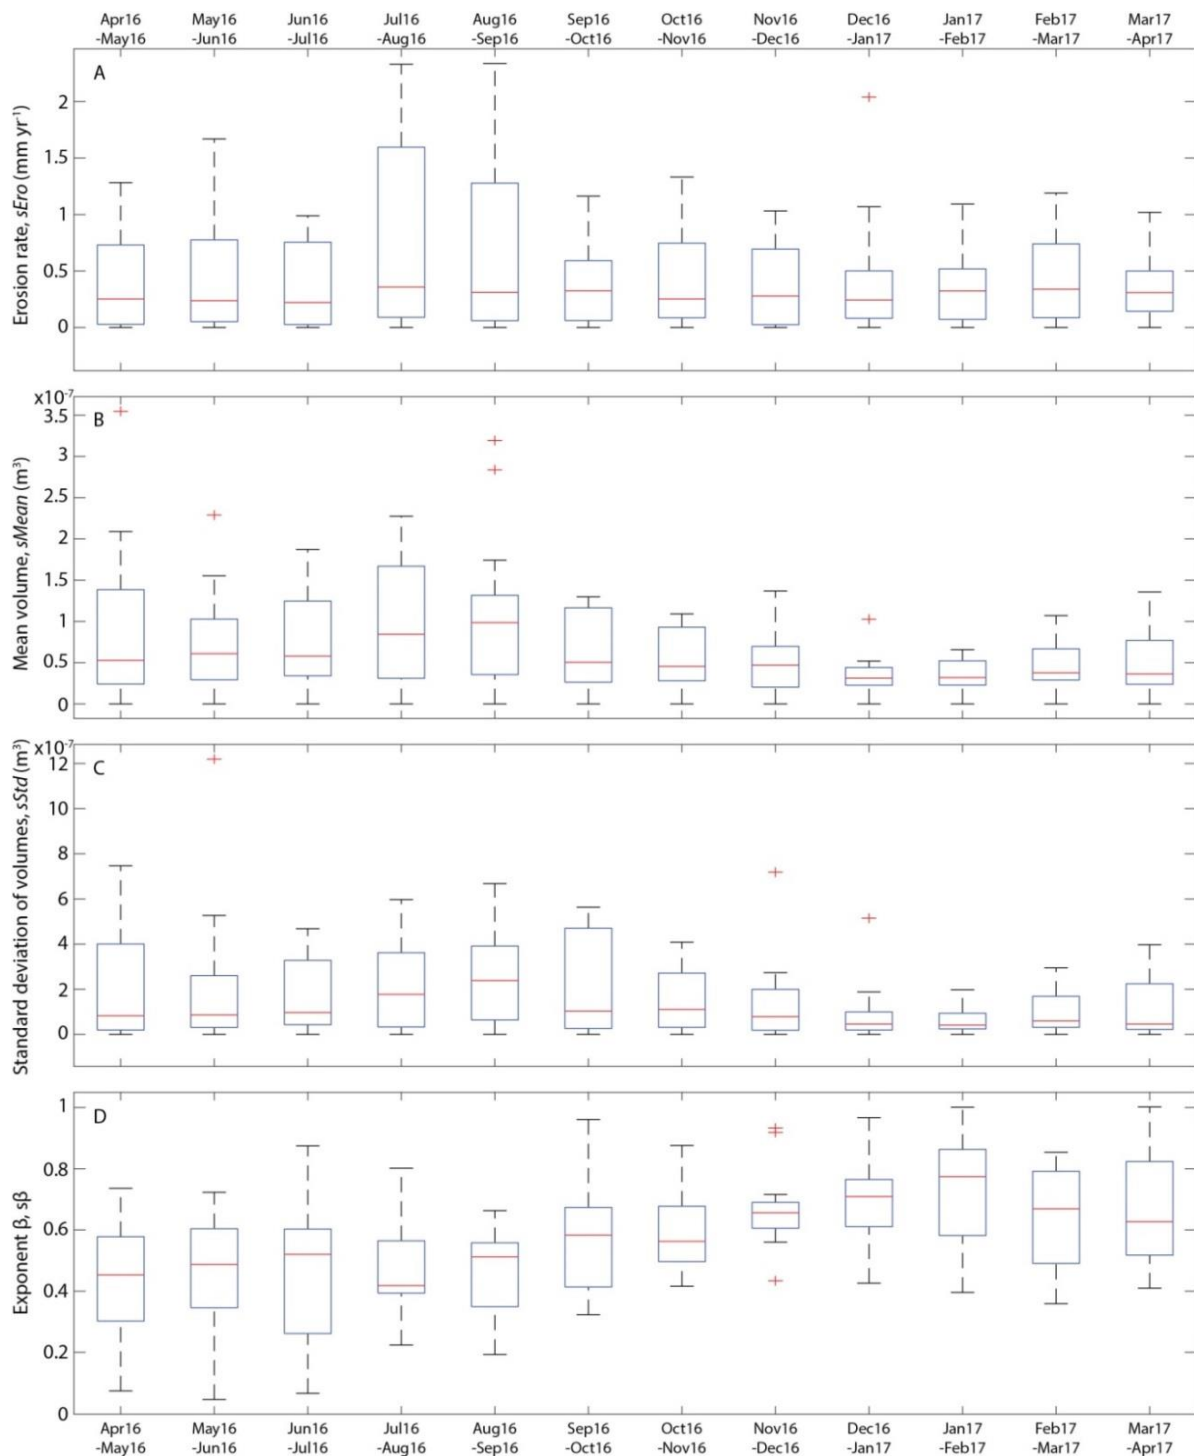 Apr16 May16 Jun16 Jul16 Aug16 Sep16 Oct16 Nov16 Dec16 Jan17 Feb17 Mar17
-May16 -Jun16 -Jul16 -Aug16 -Sep16 -Oct16 -Nov16 -Dec16 -Jan17 -Feb17 -Mar17 -Apr17
A
Erosion rate, sEro (mm yr⁻¹)
2
1.5
1
0.5
0
x10⁻⁷
B
Mean volume, sMean (m³)
3.5
3
2.5
2
1.5
1
0.5
0
x10⁻⁷
C
Standard deviation of volumes, sStd (m³)
12
10
8
6
4
2
0
D
Exponent β, sβ
1
0.8
0.6
0.4
0.2
0
Apr16 May16 Jun16 Jul16 Aug16 Sep16 Oct16 Nov16 Dec16 Jan17 Feb17 Mar17
-May16 -Jun16 -Jul16 -Aug16 -Sep16 -Oct16 -Nov16 -Dec16 -Jan17 -Feb17 -Mar17 -Apr17